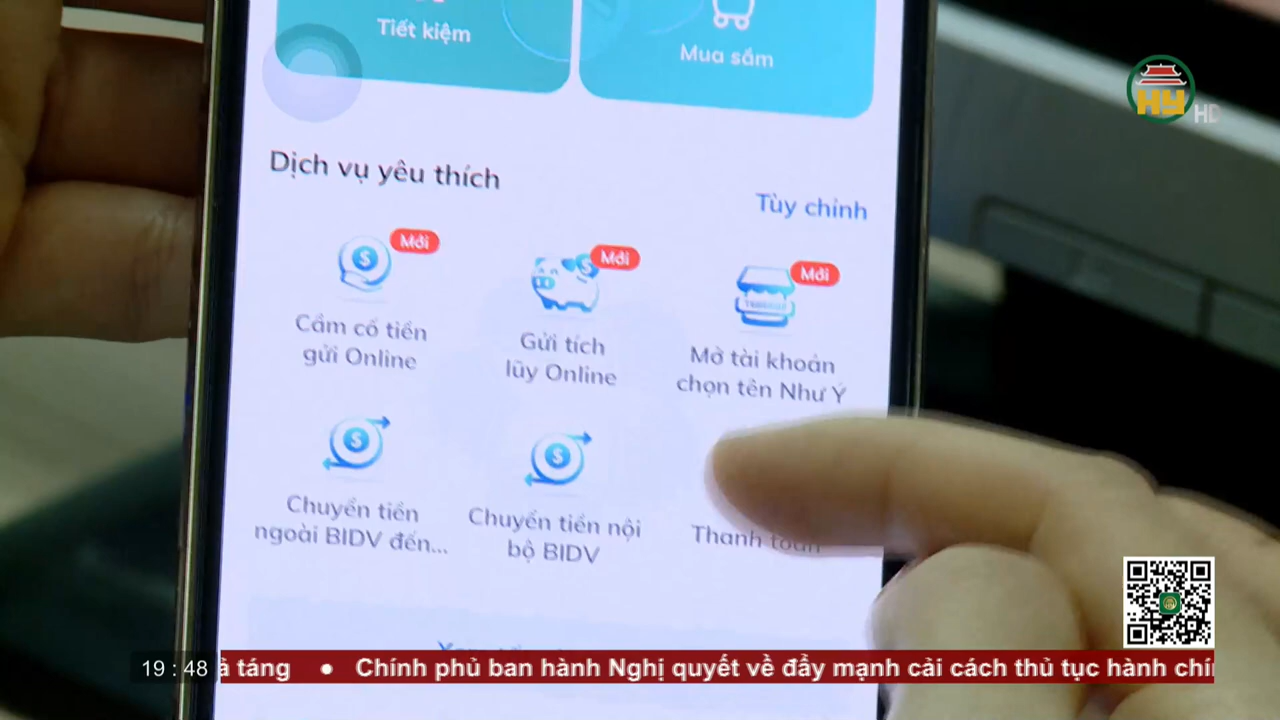 Tiết kiệm
Mua sắm
HY HD
Dịch vụ yêu thích
Tùy chỉnh
Mới
Mới
Mới
Cầm cố tiền
gửi Online
Gửi tích
lũy Online
Mở tài khoản
chọn tên Như Ý
Chuyển tiền
ngoài BIDV đến...
Chuyển tiền nội
bộ BIDV
Thanh toán
19 : 48 ả táng • Chính phủ ban hành Nghị quyết về đẩy mạnh cải cách thủ tục hành chí